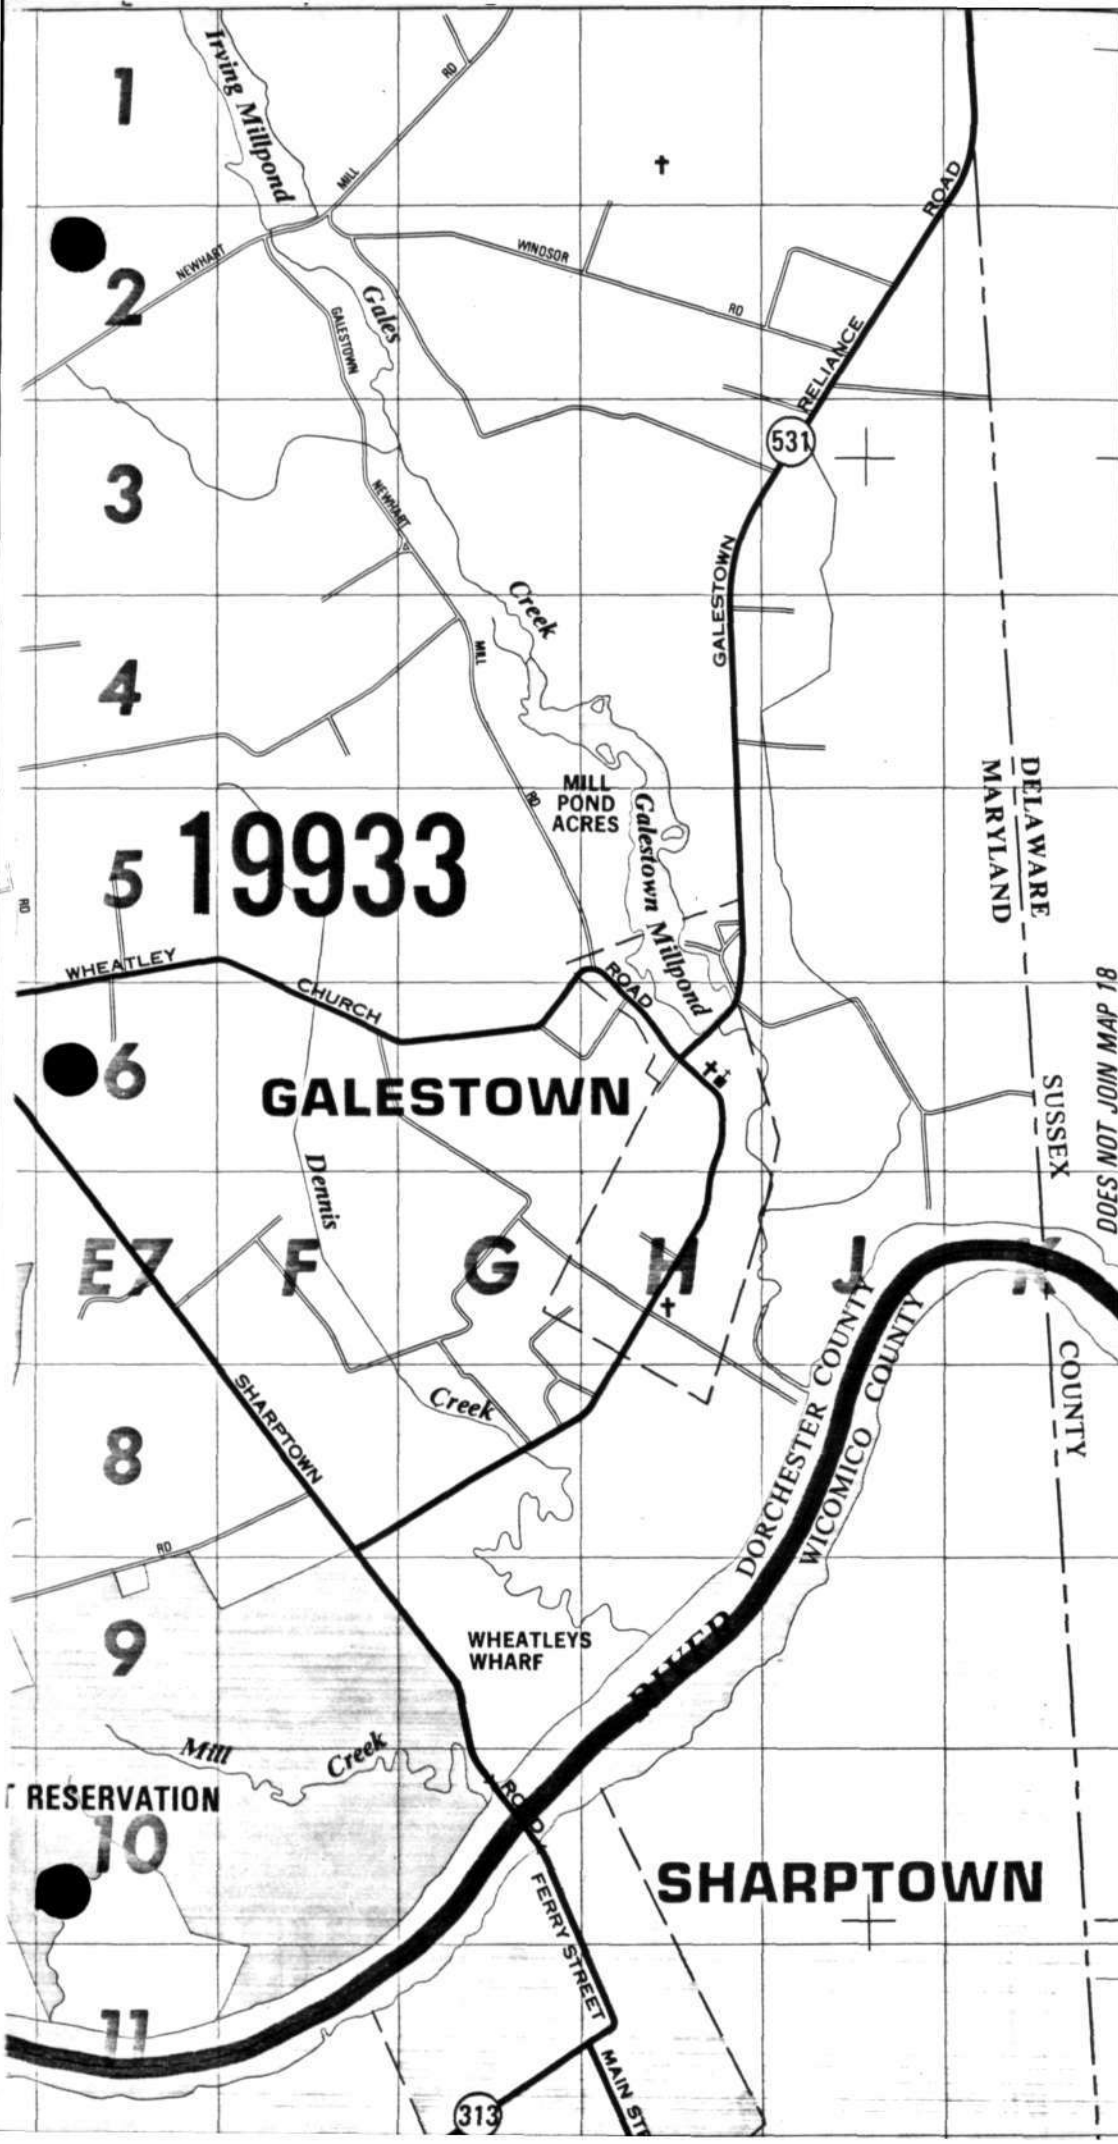 1
Irving Millpond
RD
MILL
ROAD
2
NEWHART
WINDSOR
RD
GALESTOWN
Gales
RELIANCE
531
3
NEWHART
GALESTOWN
Creek
4
MILL
MILL
POND
ACRES
RD
Galestown Millpond
DELAWARE
MARYLAND
19933
5
RD
WHEATLEY
CHURCH
ROAD
DOES NOT JOIN MAP 18
6
GALESTOWN
SUSSEX
Dennis
E7 F G H J K
DORCHESTER COUNTY
WICOMICO COUNTY
COUNTY
SHARPTOWN
Creek
8
RD
9
WHEATLEYS
WHARF
RIVER
Mill Creek
RESERVATION
ROAD
10
SHARPTOWN
FERRY STREET
11
MAIN
313